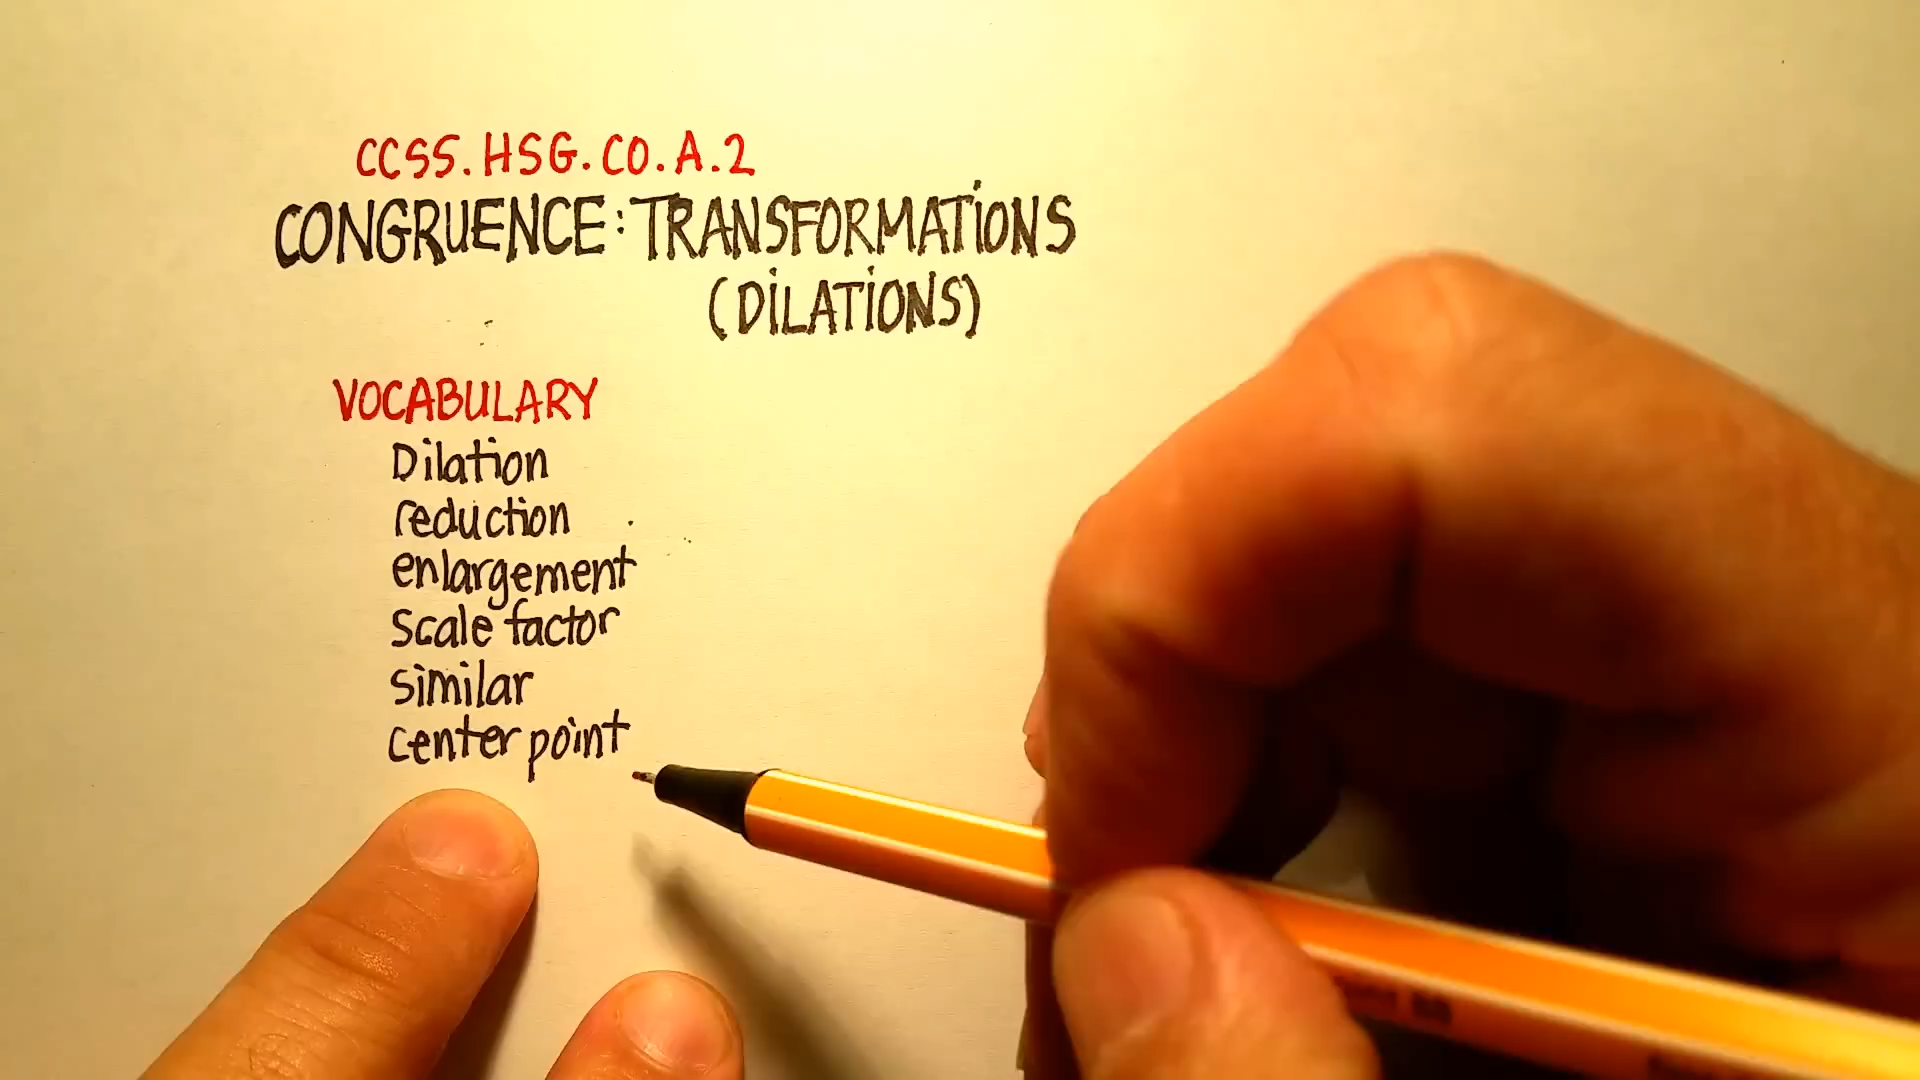 CCSS.HSG.CO.A.2
CONGRUENCE: TRANSFORMATiONS
(DiLATiONS)
VOCABULARY
Dilation
reduction
enlargement
Scale factor
Similar
center point